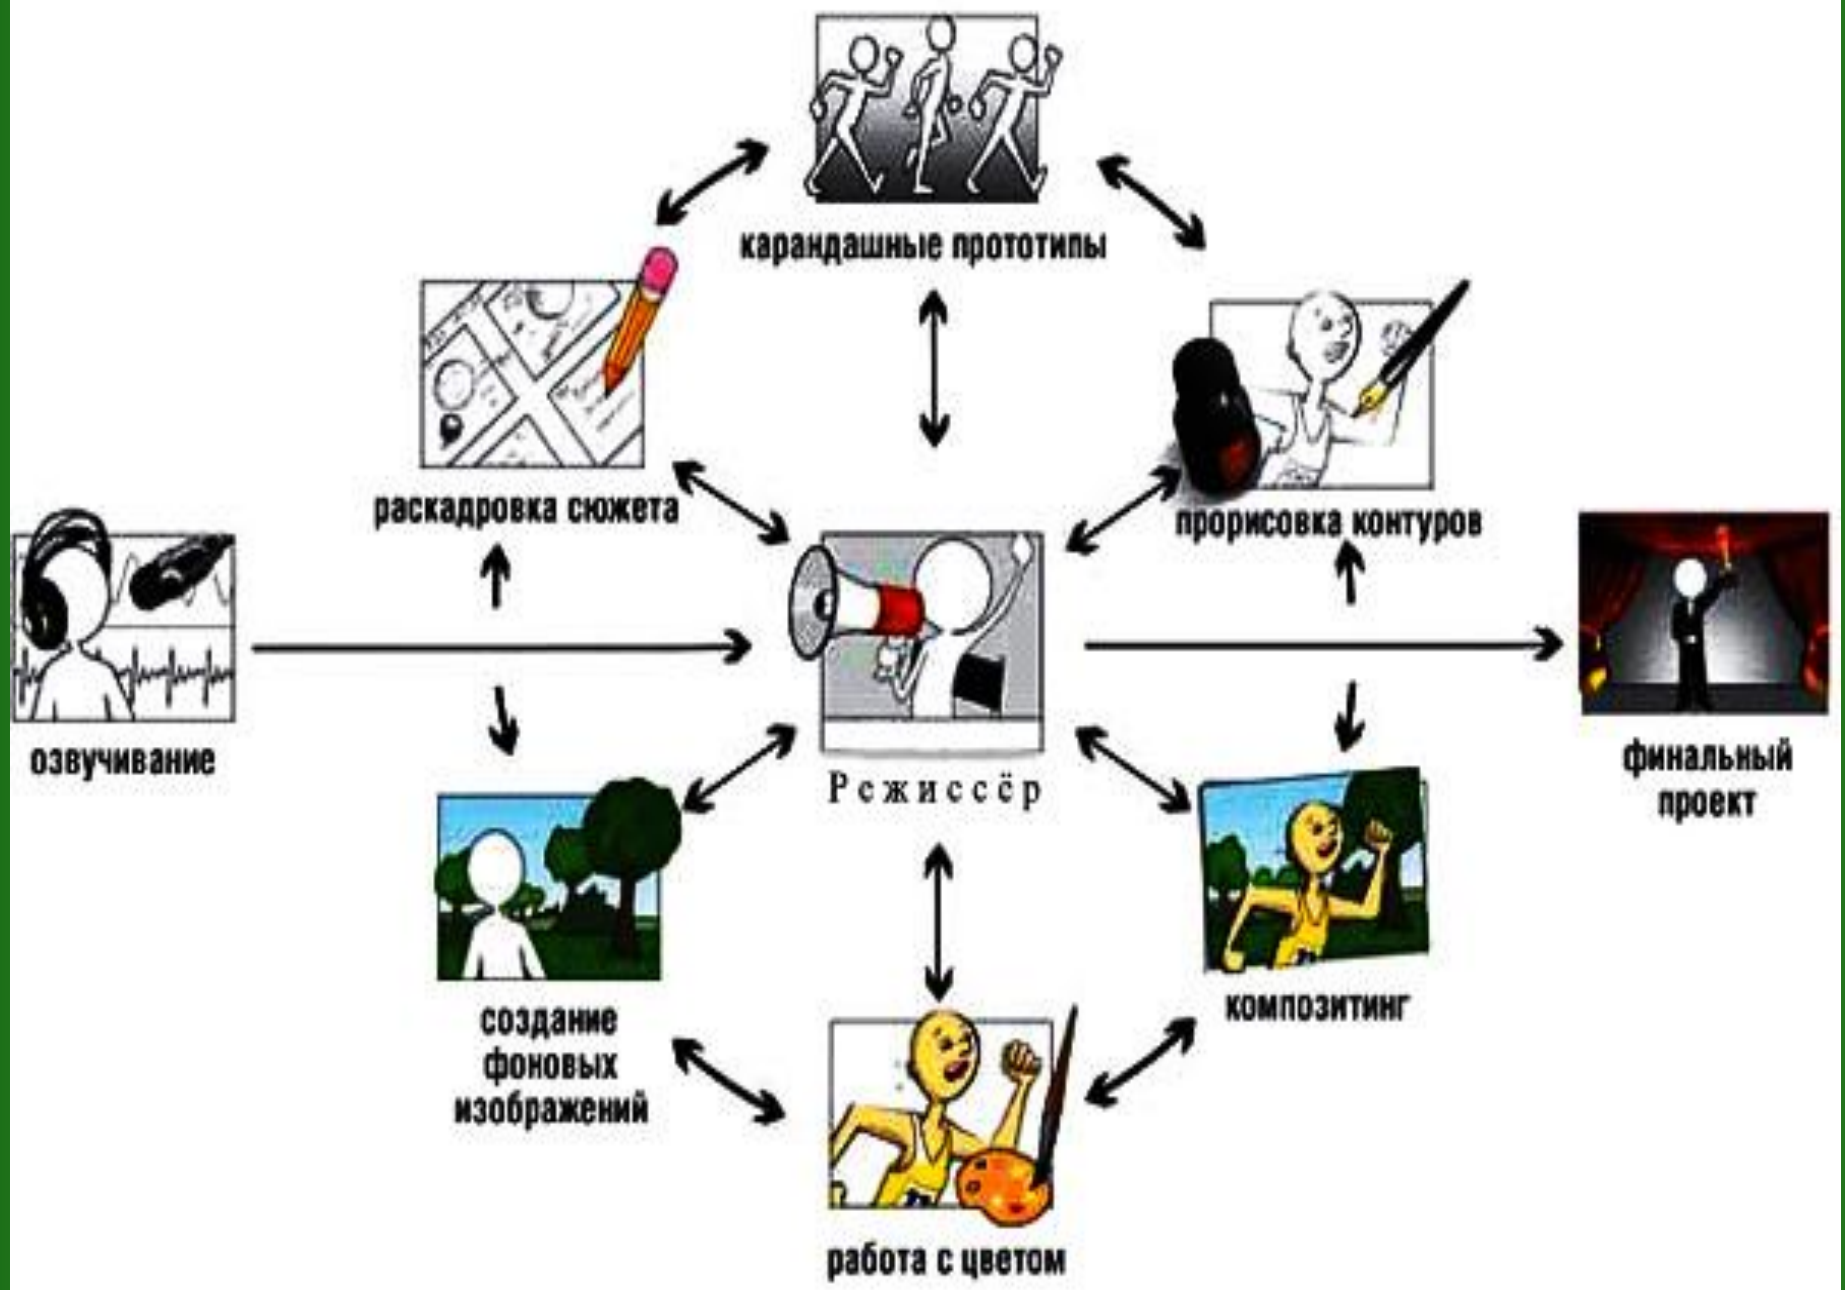 карандашные прототипы
раскадровка сюжета
прорисовка контуров
озвучивание
Режиссёр
финальный
проект
создание
фоновых
изображений
композитинг
работа с цветом